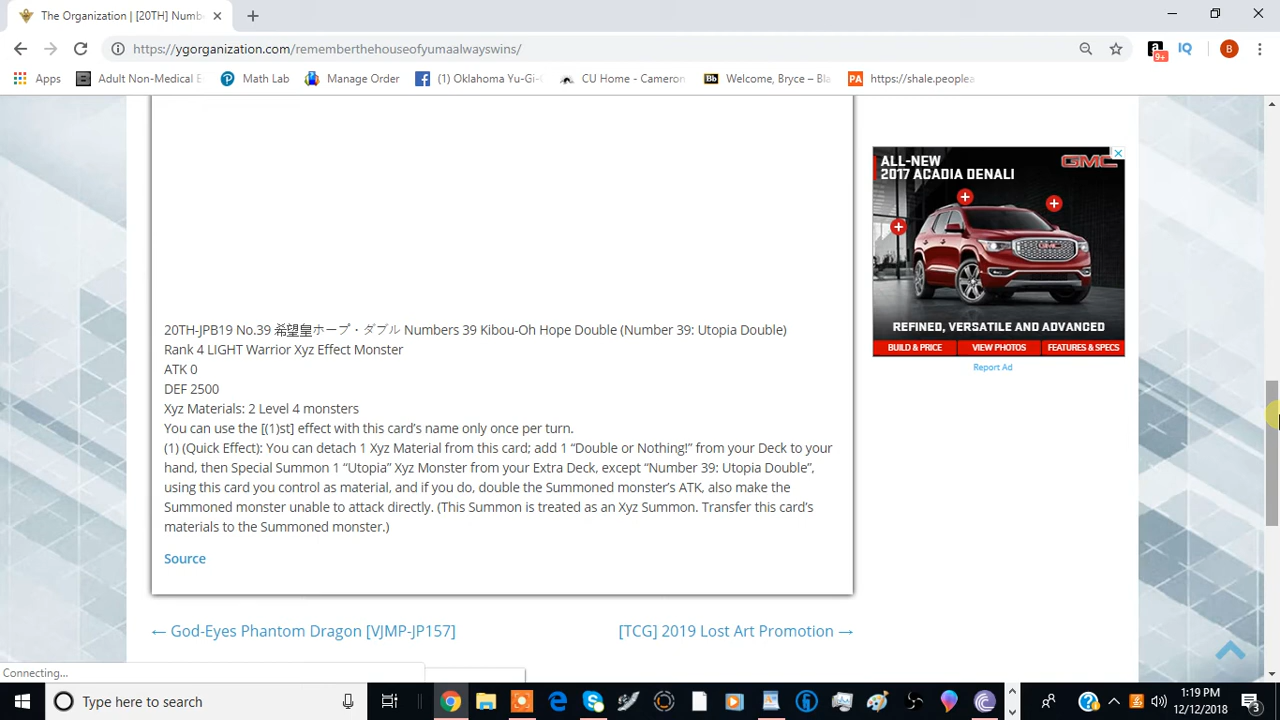 The Organization | [20TH] Numb
https://ygorganization.com/rememberthehouseofyumaalwayswins/
9+
IQ
B
Apps
Adult Non-Medical E
Math Lab
Manage Order
(1) Oklahoma Yu-Gi-
CU Home - Cameron
Bb
Welcome, Bryce – Bla
PA
https://shale.peoplea
ALL-NEW
2017 ACADIA DENALI
GMC
REFINED, VERSATILE AND ADVANCED
BUILD & PRICE
VIEW PHOTOS
FEATURES & SPECS
Report Ad
20TH-JPB19 No.39 希望皇ホープ・ダブル Numbers 39 Kibou-Oh Hope Double (Number 39: Utopia Double)
Rank 4 LIGHT Warrior Xyz Effect Monster
ATK 0
DEF 2500
Xyz Materials: 2 Level 4 monsters
You can use the [(1)st] effect with this card's name only once per turn.
(1) (Quick Effect): You can detach 1 Xyz Material from this card; add 1 “Double or Nothing!” from your Deck to your
hand, then Special Summon 1 “Utopia” Xyz Monster from your Extra Deck, except “Number 39: Utopia Double”,
using this card you control as material, and if you do, double the Summoned monster's ATK, also make the
Summoned monster unable to attack directly. (This Summon is treated as an Xyz Summon. Transfer this card's
materials to the Summoned monster.)
Source
← God-Eyes Phantom Dragon [VJMP-JP157]
[TCG] 2019 Lost Art Promotion →
Connecting...
Type here to search
1:19 PM
12/12/2018
3